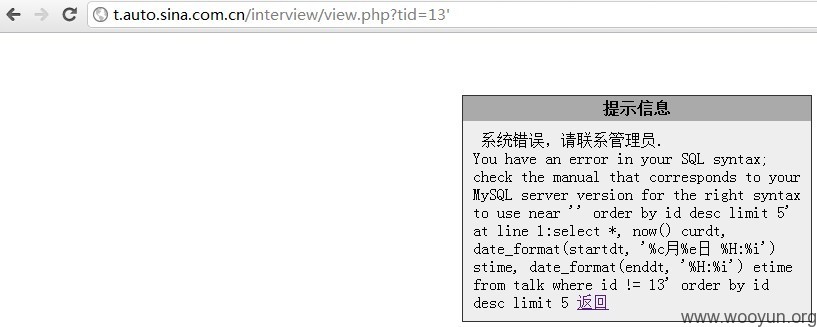 t.auto.sina.com.cn/interview/view.php?tid=13'
提示信息
系统错误，请联系管理员.
You have an error in your SQL syntax;
check the manual that corresponds to your
MySQL server version for the right syntax
to use near '' order by id desc limit 5'
at line 1:select *, now() curdt,
date_format(startdt, '%c月%e日 %H:%i')
stime, date_format(enddt, '%H:%i') etime
from talk where id != 13' order by id
desc limit 5 返回
www.wooyun.org